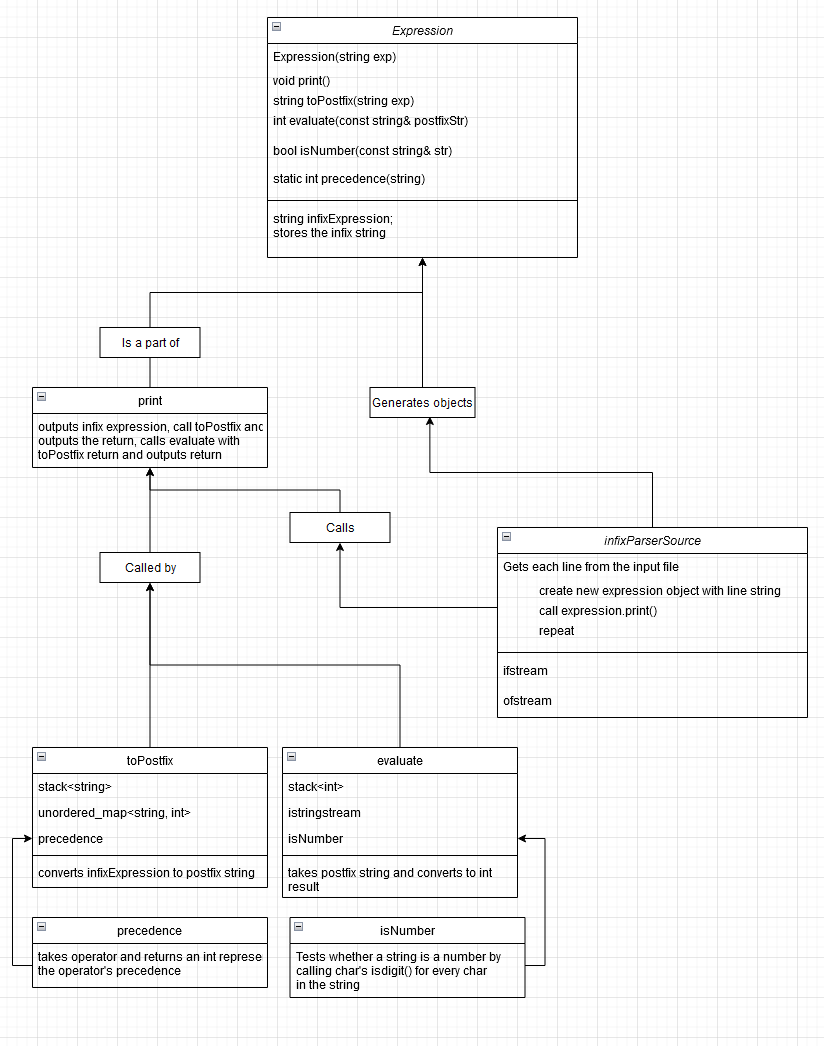 Expression
Expression(string exp)
void print()
string toPostfix(string exp)
int evaluate(const string& postfixStr)
bool isNumber(const string& str)
static int precedence(string)
string infixExpression;
stores the infix string
Is a part of
Generates objects
print
outputs infix expression, call toPostfix and
outputs the return, calls evaluate with
toPostfix return and outputs return
Calls
Called by
infixParserSource
Gets each line from the input file
create new expression object with line string
call expression.print()
repeat
ifstream
ofstream
toPostfix
stack<string>
unordered_map<string, int>
precedence
converts infixExpression to postfix string
evaluate
stack<int>
istringstream
isNumber
takes postfix string and converts to int
result
precedence
takes operator and returns an int represe
the operator's precedence
isNumber
Tests whether a string is a number by
calling char's isdigit() for every char
in the string